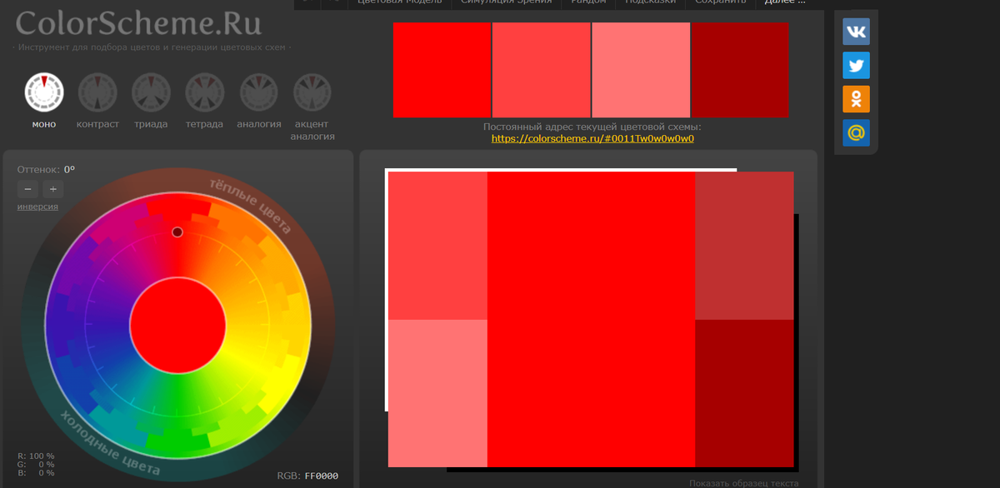 Цветовая Модель Симуляция Зрения Рандом Подсказки Сохранить Далее ...
ColorScheme.Ru
· Инструмент для подбора цветов и генерации цветовых схем ·
моно контраст триада тетрада аналогия акцент аналогия
Постоянный адрес текущей цветовой схемы:
https://colorscheme.ru/#0011Tw0w0w0w0
Оттенок: 0º
− +
инверсия
тёплые цвета
холодные цвета
R: 100 %
G: 0 %
B: 0 %
RGB: FF0000
Показать образец текста